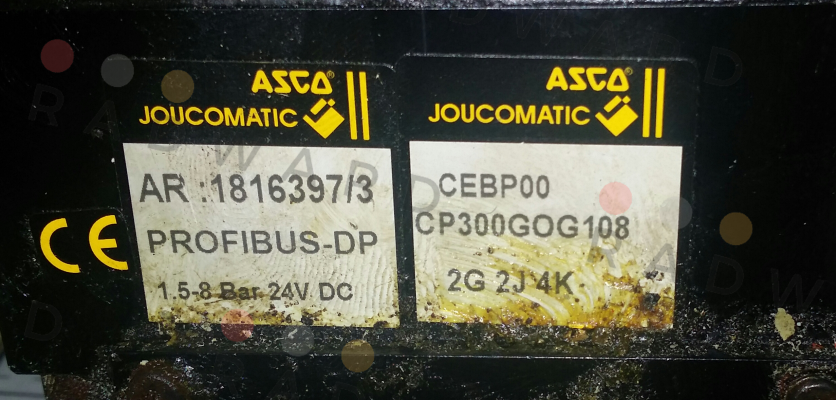 ASCO®
JOUCOMATIC
AR :1816397/3
PROFIBUS-DP
1.5-8 Bar 24V DC
CE
ASCO®
JOUCOMATIC
CEBP00
CP300GOG108
2G 2J 4K